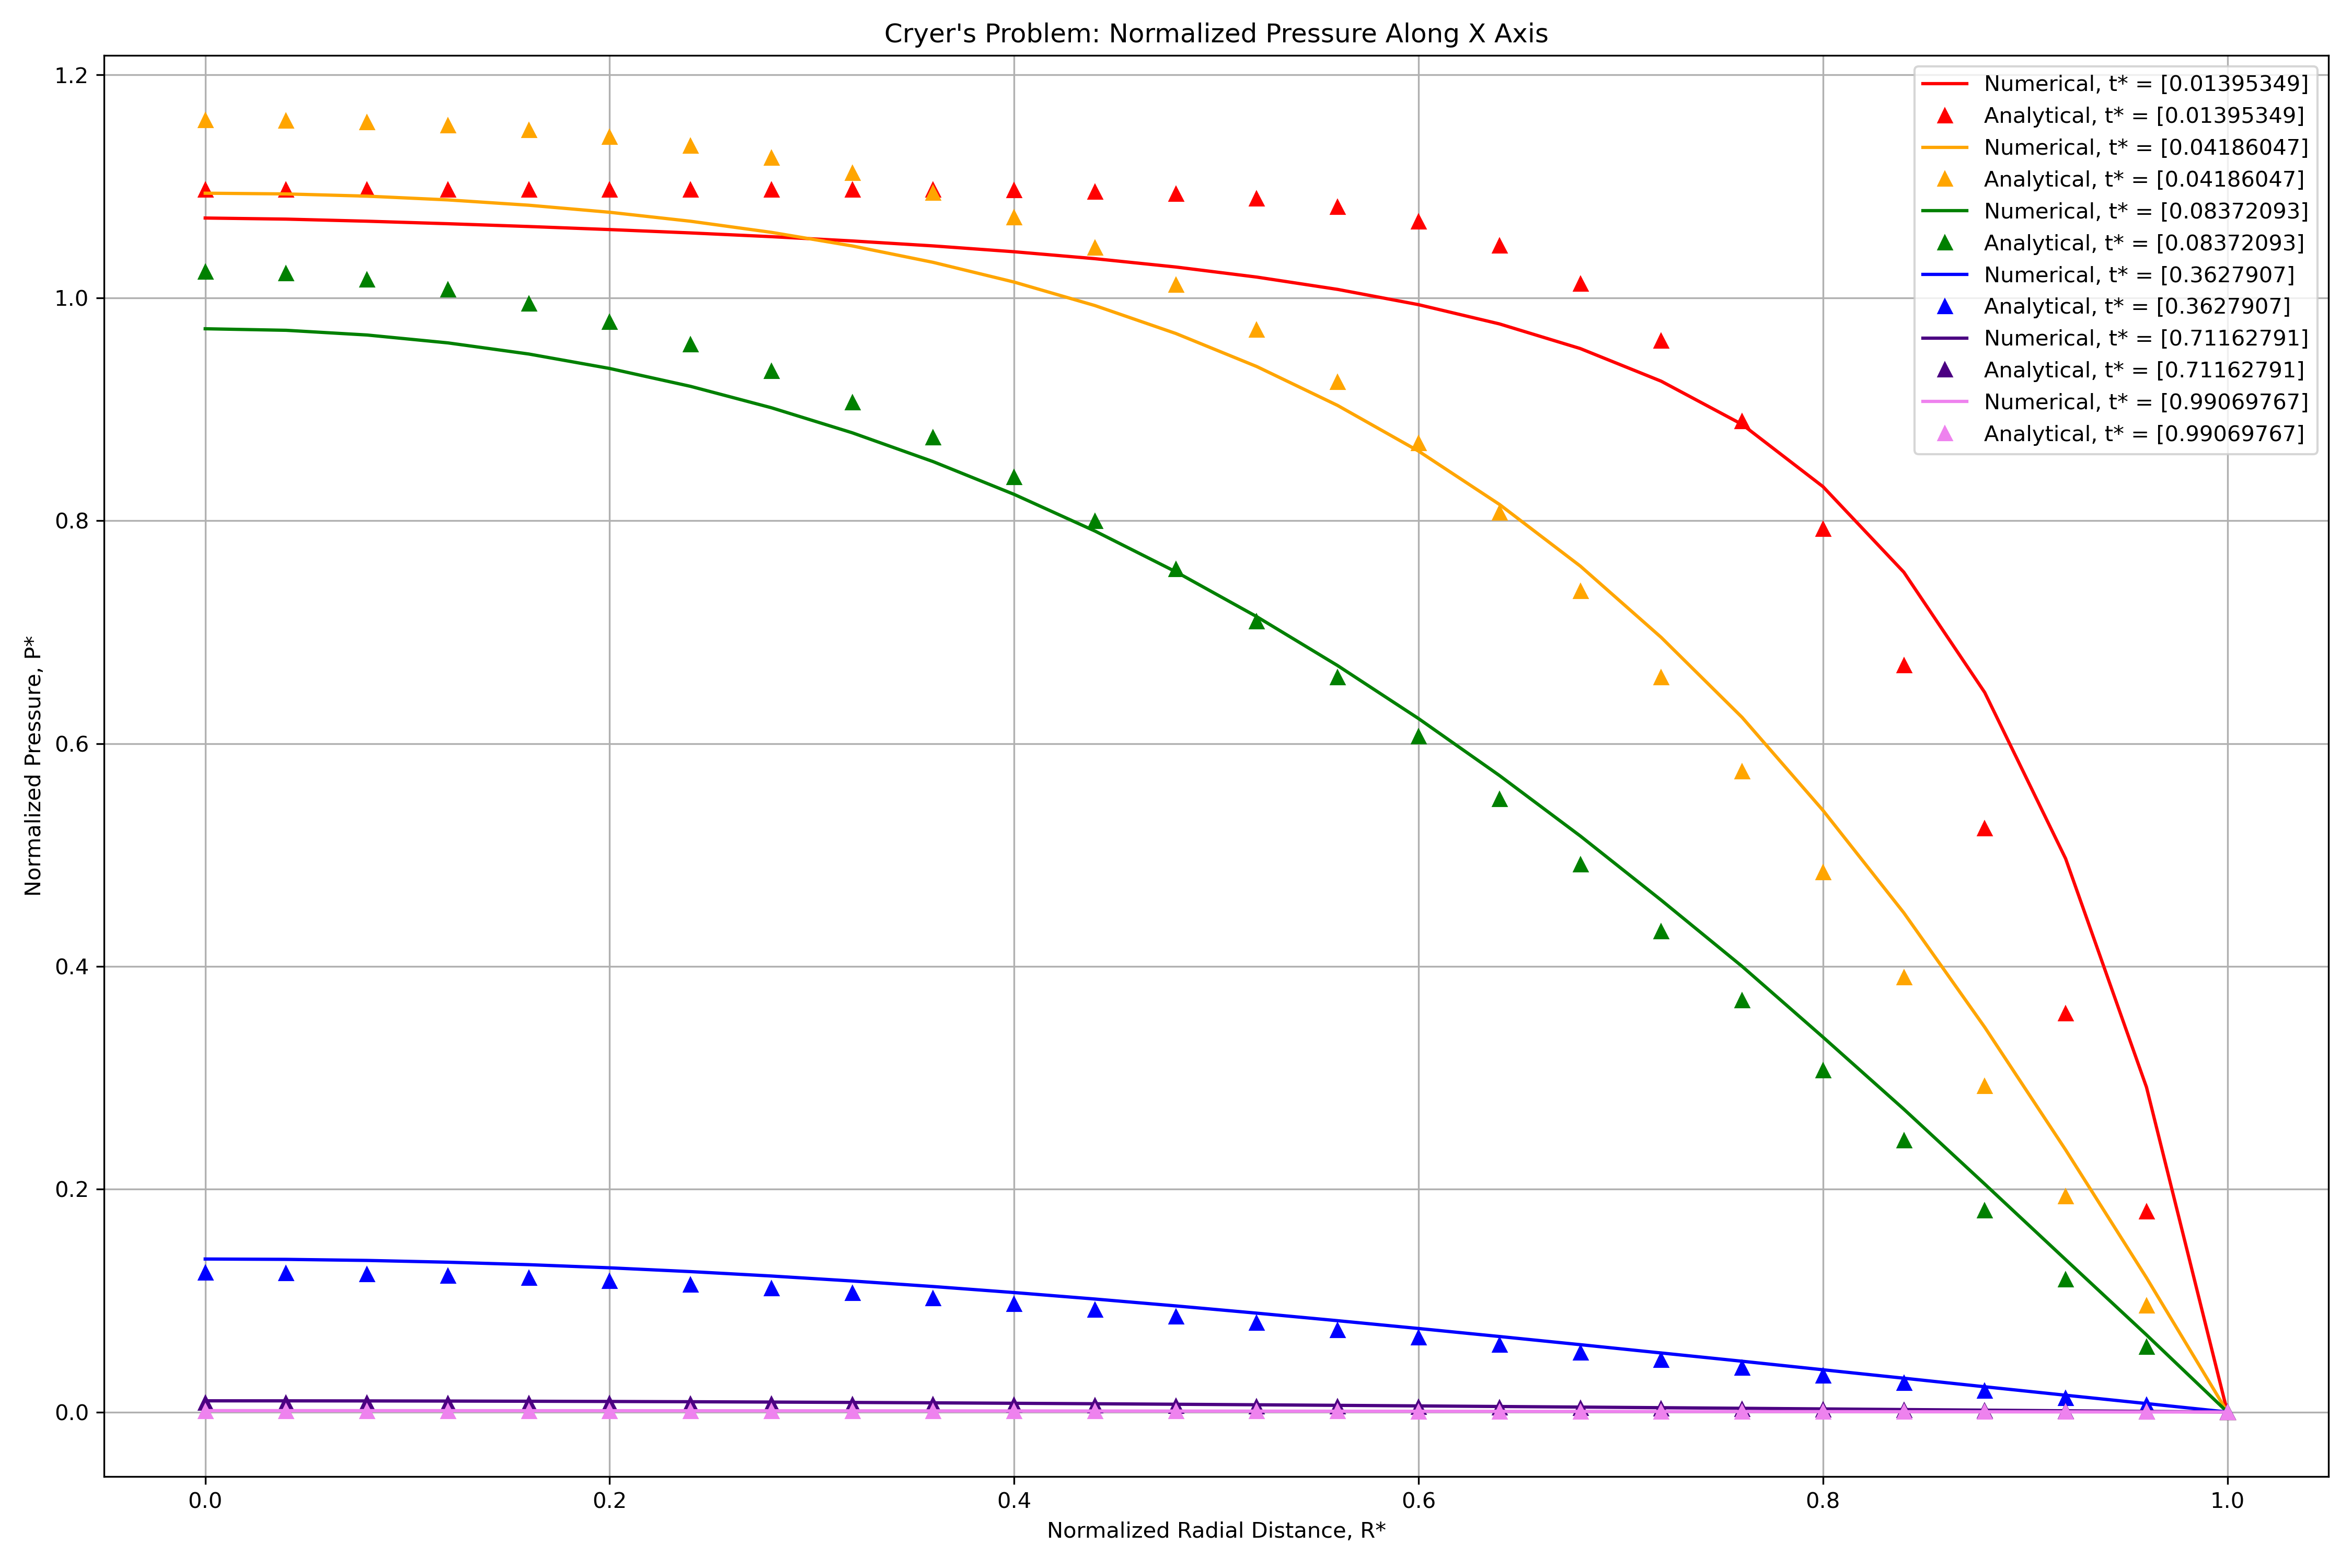 Cryer's Problem: Normalized Pressure Along X Axis
Numerical, t* = [0.01395349]
Analytical, t* = [0.01395349]
Numerical, t* = [0.04186047]
Analytical, t* = [0.04186047]
Numerical, t* = [0.08372093]
Analytical, t* = [0.08372093]
Numerical, t* = [0.3627907]
Analytical, t* = [0.3627907]
Numerical, t* = [0.71162791]
Analytical, t* = [0.71162791]
Numerical, t* = [0.99069767]
Analytical, t* = [0.99069767]
Normalized Pressure, P*
1.2
1.0
0.8
0.6
0.4
0.2
0.0
0.0 0.2 0.4 0.6 0.8 1.0
Normalized Radial Distance, R*